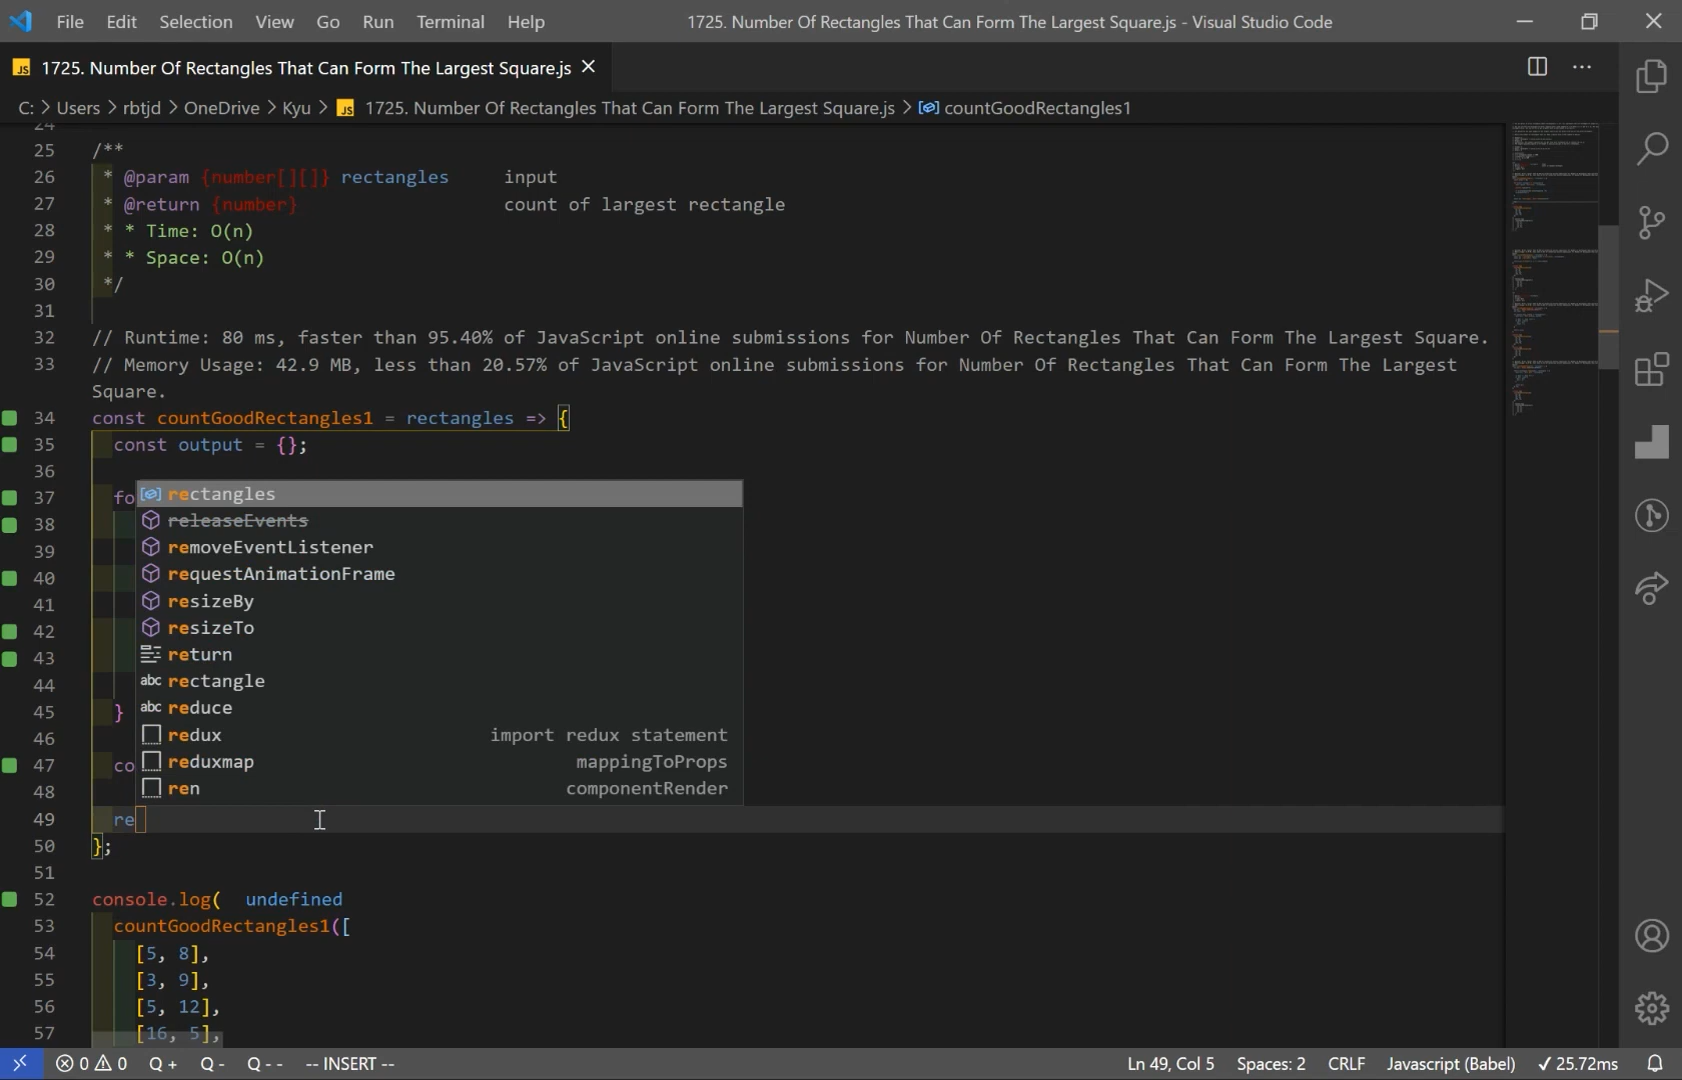 File Edit Selection View Go Run Terminal Help 1725. Number Of Rectangles That Can Form The Largest Square.js - Visual Studio Code
JS 1725. Number Of Rectangles That Can Form The Largest Square.js
C: > Users > rbtjd > OneDrive > Kyu > JS 1725. Number Of Rectangles That Can Form The Largest Square.js > countGoodRectangles1
24
25 /**
26 * @param {number[][]} rectangles input
27 * @return {number} count of largest rectangle
28 * * Time: O(n)
29 * * Space: O(n)
30 */
31
32 // Runtime: 80 ms, faster than 95.40% of JavaScript online submissions for Number Of Rectangles That Can Form The Largest Square.
33 // Memory Usage: 42.9 MB, less than 20.57% of JavaScript online submissions for Number Of Rectangles That Can Form The Largest
Square.
34 const countGoodRectangles1 = rectangles => {
35 const output = {};
36
37 fo rectangles
38 releaseEvents
39 removeEventListener
40 requestAnimationFrame
41 resizeBy
42 resizeTo
43 return
44 abc rectangle
45 } abc reduce
46 redux import redux statement
47 co reduxmap mappingToProps
48 ren componentRender
49 re
50 };
51
52 console.log( undefined
53 countGoodRectangles1([
54 [5, 8],
55 [3, 9],
56 [5, 12],
57 [16, 5],
0 0 Q + Q - Q - - -- INSERT -- Ln 49, Col 5 Spaces: 2 CRLF Javascript (Babel) ✓ 25.72ms